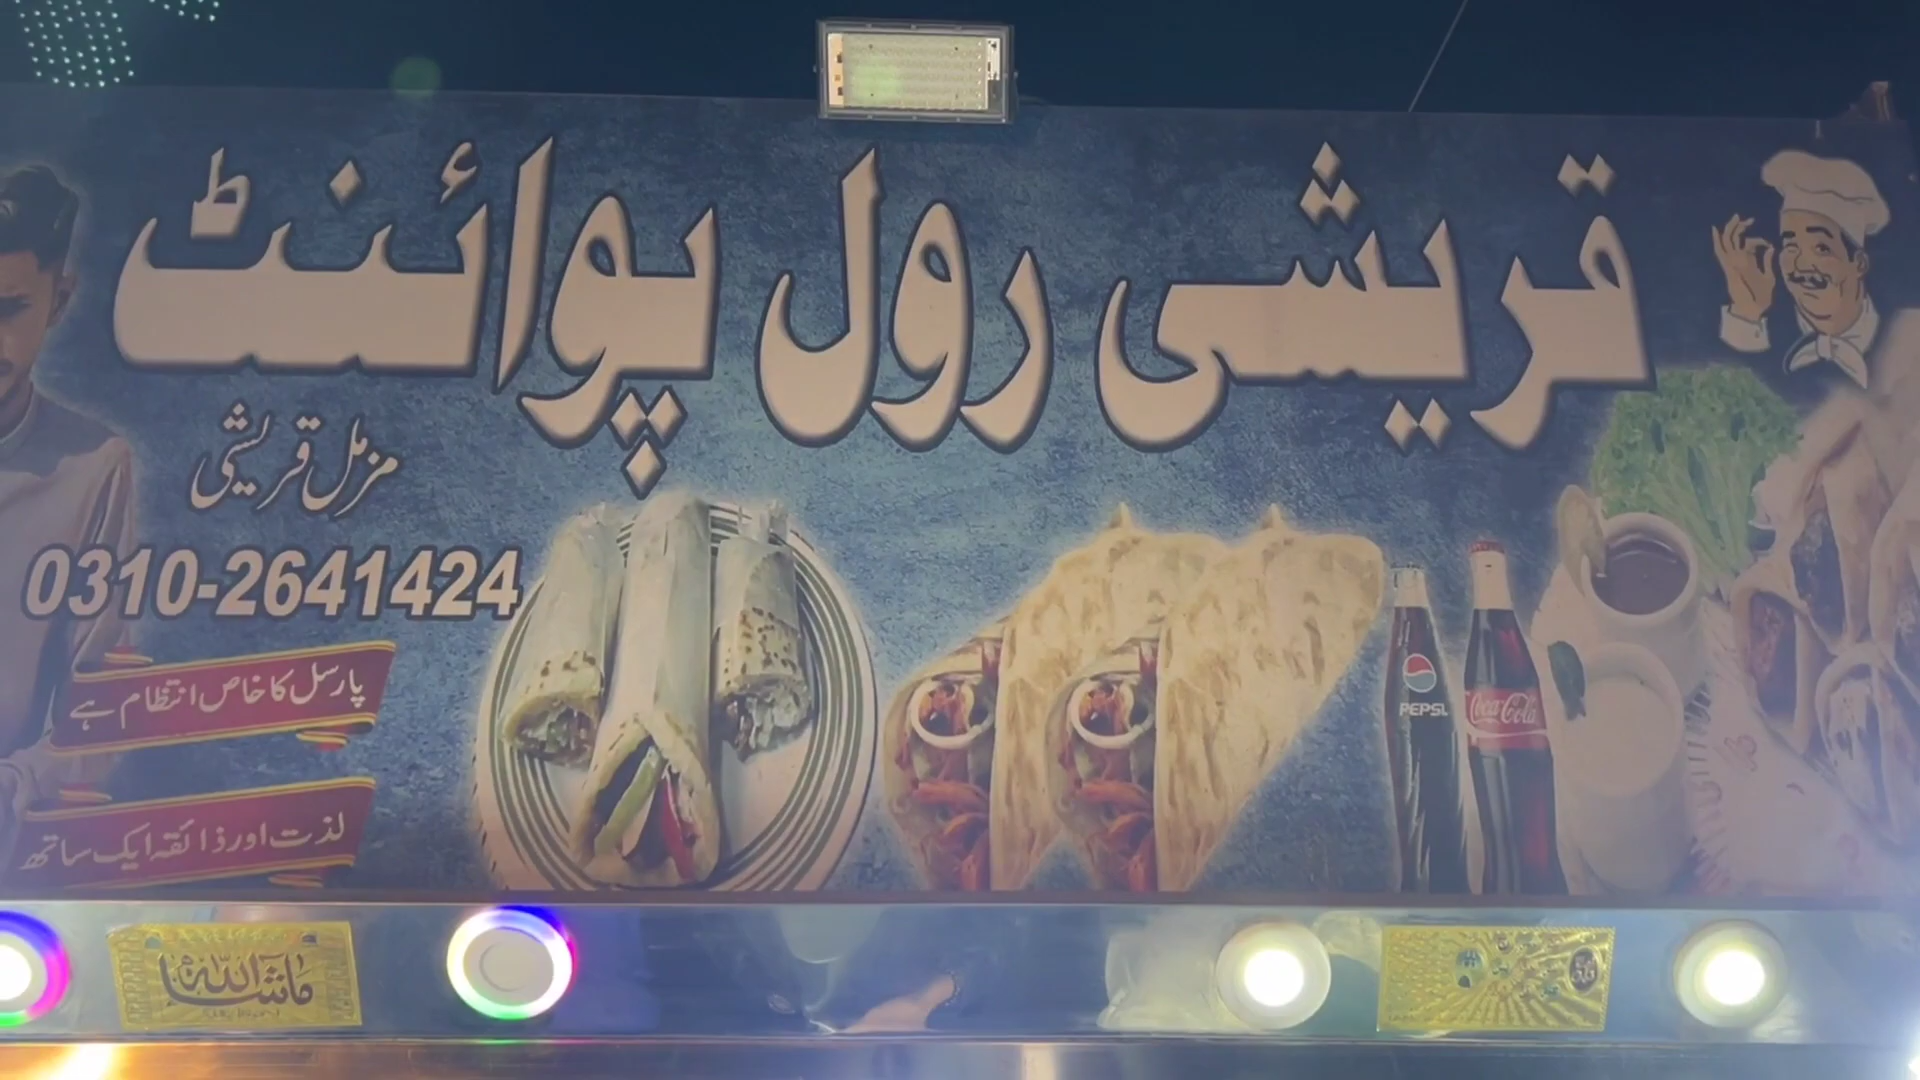 قریشی رول پوائنٹ
مزمل قریشی
0310-2641424
پارسل کا خاص انتظام ہے
لذت اور ذائقہ ایک ساتھ
PEPSI
Coca-Cola
ماشاءاللہ